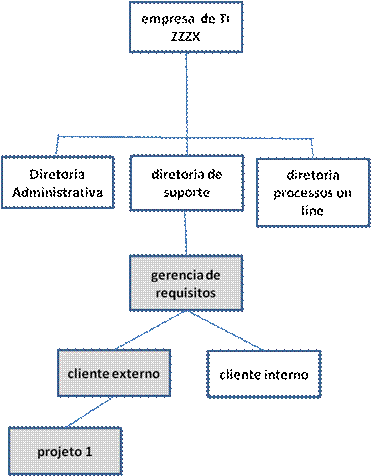 empresa de TI
ZZZX
Diretoria
Administrativa
diretoria de
suporte
diretoria
processos on
line
gerencia de
requisitos
cliente externo
cliente interno
projeto 1